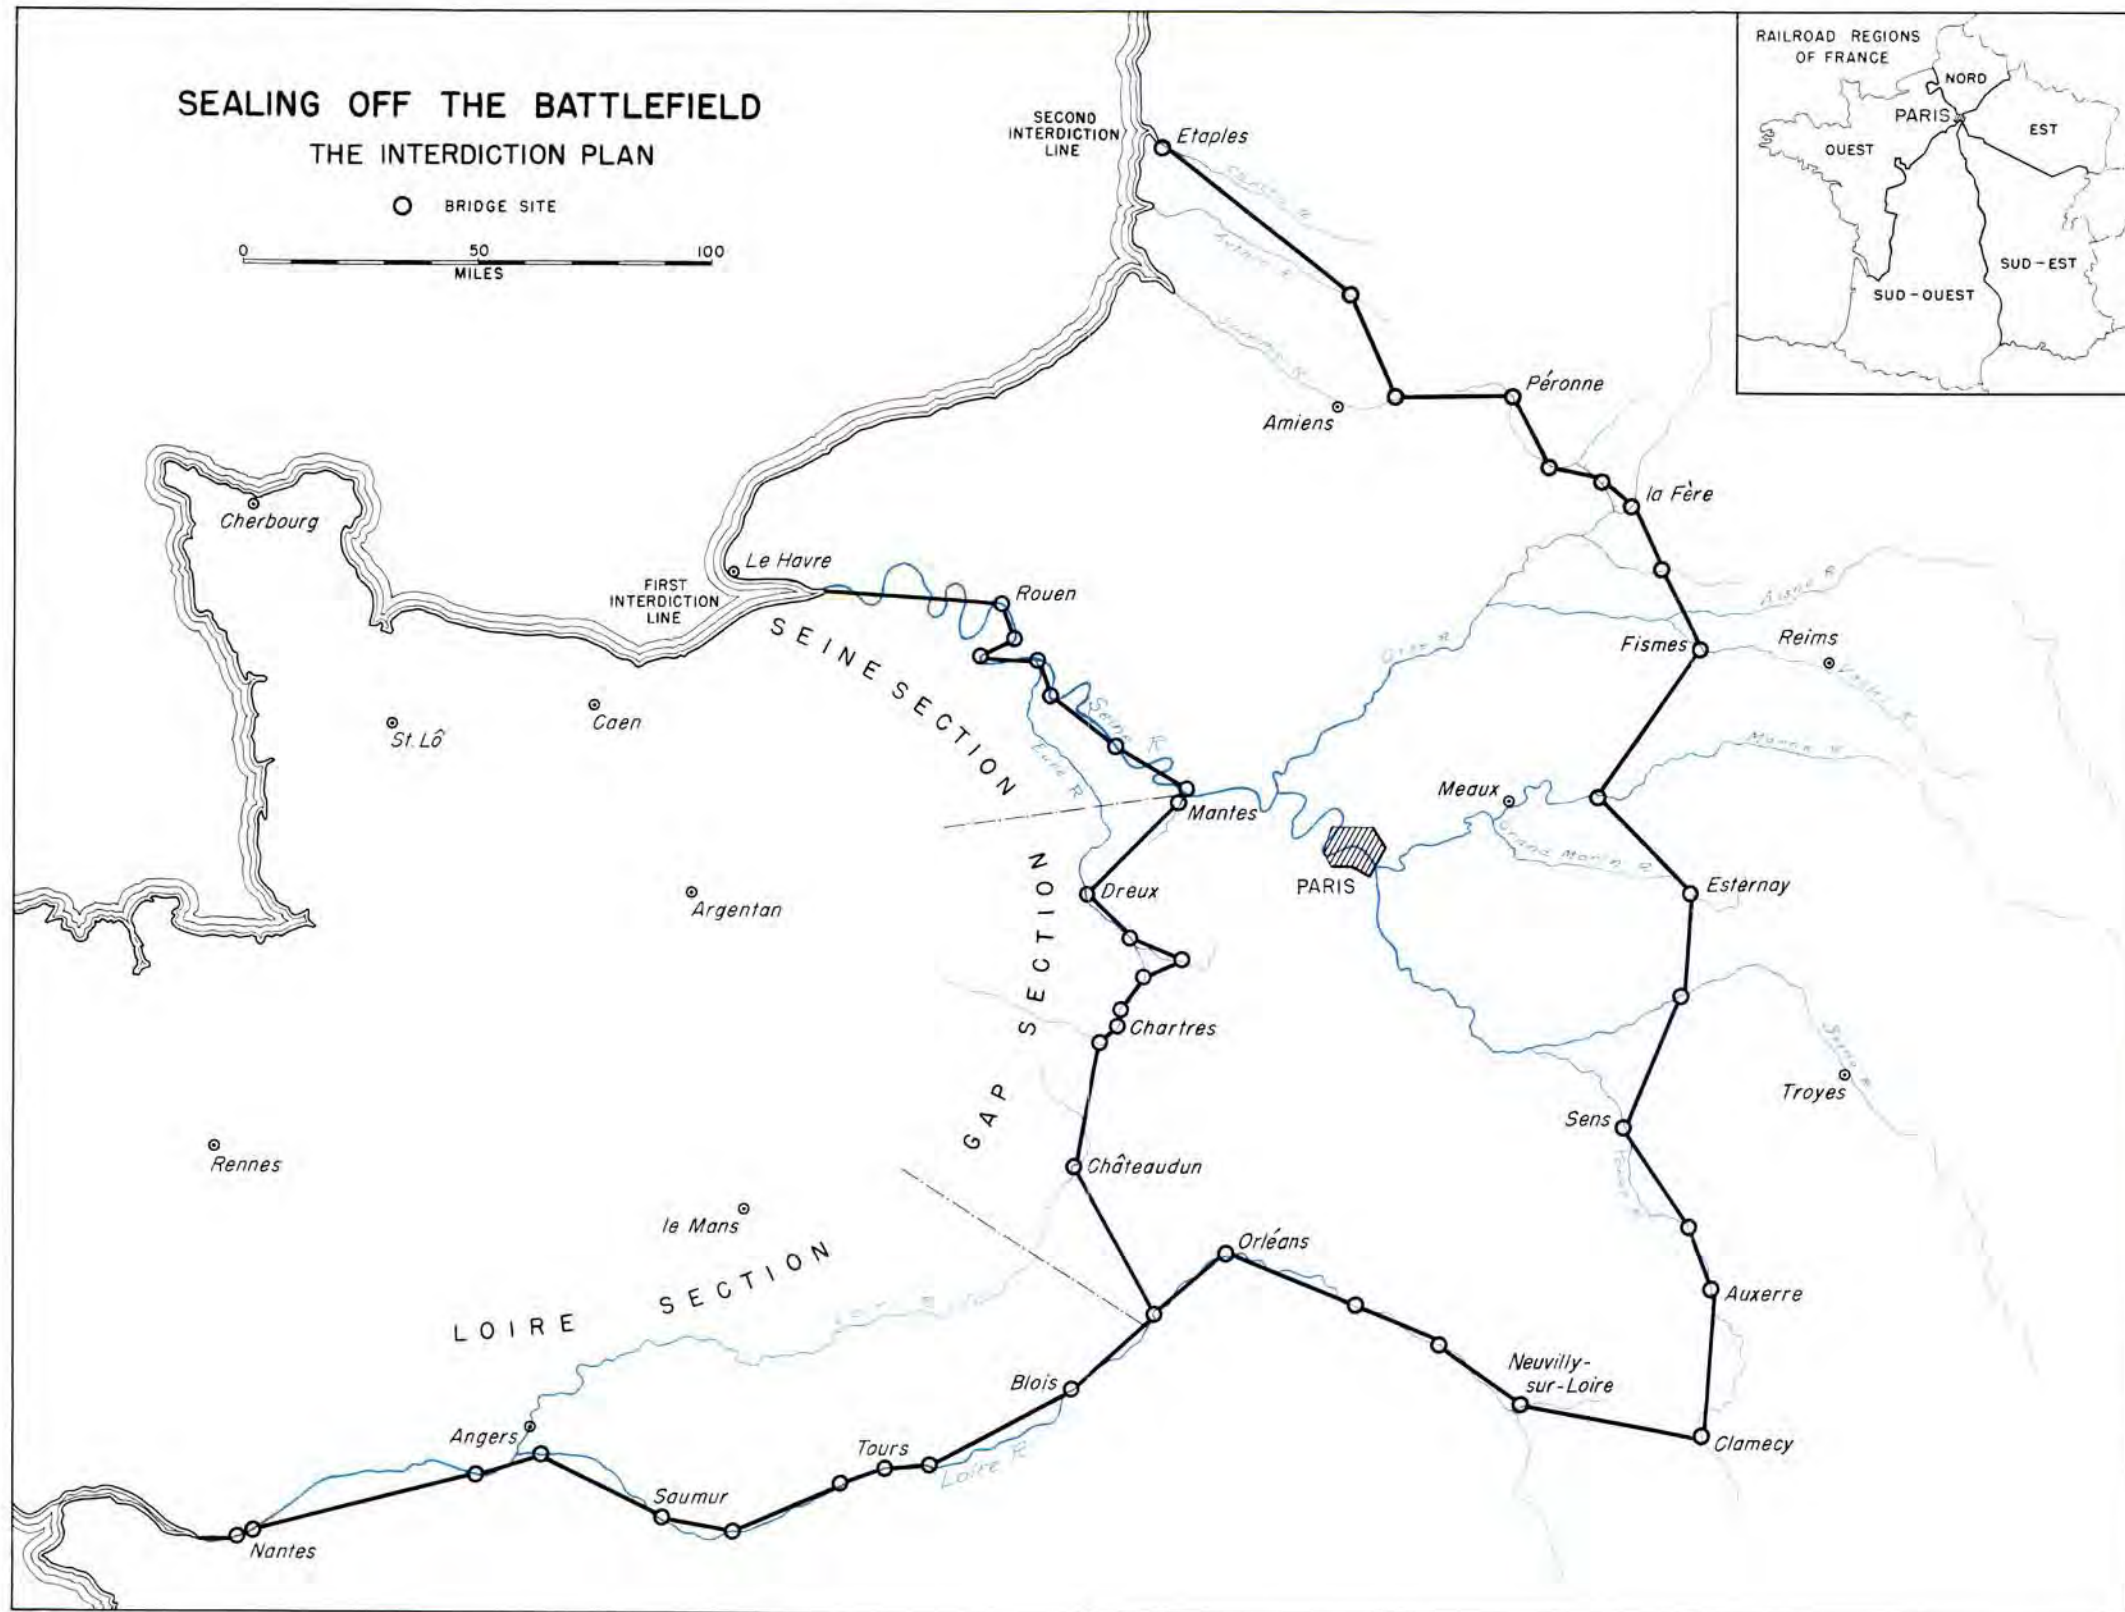 SEALING OFF THE BATTLEFIELD
THE INTERDICTION PLAN
BRIDGE SITE
0 50 100
MILES
SECOND
INTERDICTION
LINE
Etaples
RAILROAD REGIONS
OF FRANCE
NORD
PARIS
EST
OUEST
SUD-EST
SUD-OUEST
Péronne
Amiens
la Fère
Cherbourg
Le Havre
FIRST
INTERDICTION
LINE
Rouen
SEINE SECTION
Aisne R
Oise R
Fismes
Reims
St. Lô
Caen
Seine R
Eure R
Marne R
Meaux
Mantes
Grand Morin R
PARIS
Dreux
Esternay
Argentan
GAP SECTION
Chartres
Seine R
Troyes
Sens
Rennes
Châteaudun
le Mans
Orléans
LOIRE SECTION
Auxerre
Neuvilly-
sur-Loire
Blois
Angers
Tours
Loire R
Clamecy
Saumur
Nantes